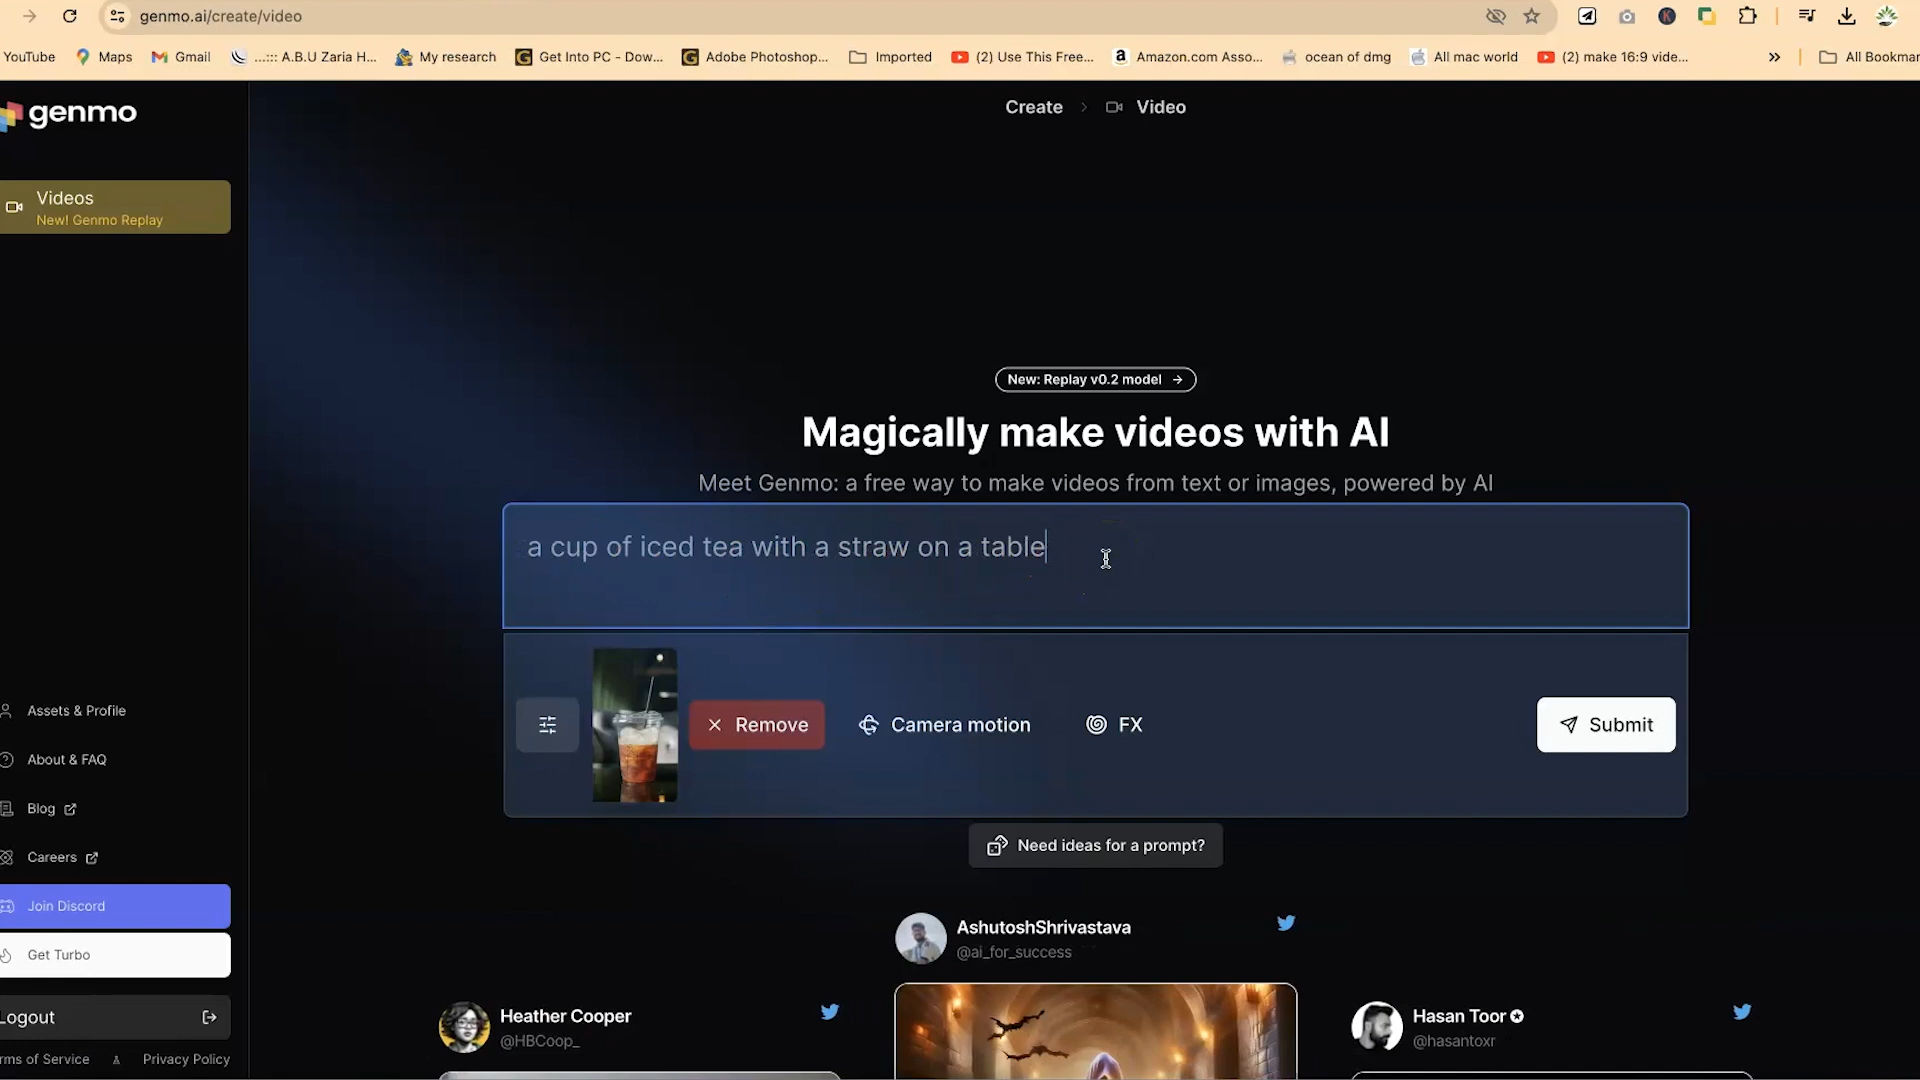 genmo.ai/create/video
YouTube Maps Gmail ...::: A.B.U Zaria H... My research Get Into PC - Dow... Adobe Photoshop... Imported (2) Use This Free... Amazon.com Asso... ocean of dmg All mac world (2) make 16:9 vide... All Bookmar
genmo
Create > Video
Videos
New! Genmo Replay
New: Replay v0.2 model →
Magically make videos with AI
Meet Genmo: a free way to make videos from text or images, powered by AI
a cup of iced tea with a straw on a table
Remove Camera motion FX Submit
Need ideas for a prompt?
Assets & Profile
About & FAQ
Blog
Careers
Join Discord
Get Turbo
Logout
rms of Service Privacy Policy
AshutoshShrivastava
@ai_for_success
Heather Cooper
@HBCoop_
Hasan Toor
@hasantoxr